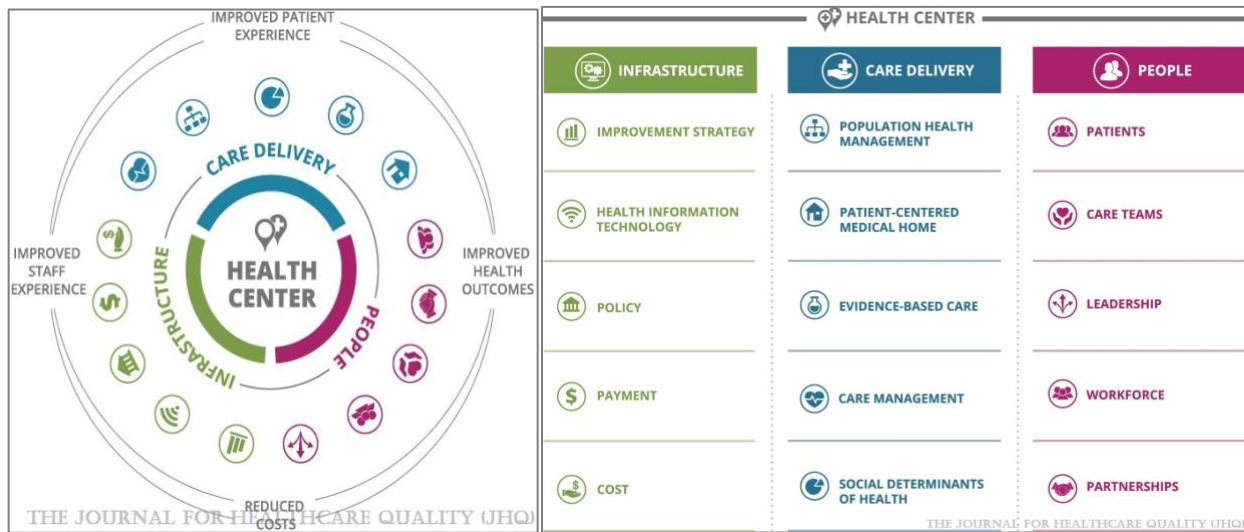 IMPROVED PATIENT
EXPERIENCE
CARE DELIVERY
IMPROVED
STAFF
EXPERIENCE
HEALTH
CENTER
IMPROVED
HEALTH
OUTCOMES
INFRASTRUCTURE
PEOPLE
REDUCED
COSTS
THE JOURNAL FOR HEALTHCARE QUALITY (JHQ)
HEALTH CENTER
INFRASTRUCTURE
IMPROVEMENT STRATEGY
HEALTH INFORMATION
TECHNOLOGY
POLICY
PAYMENT
COST
CARE DELIVERY
POPULATION HEALTH
MANAGEMENT
PATIENT-CENTERED
MEDICAL HOME
EVIDENCE-BASED CARE
CARE MANAGEMENT
SOCIAL DETERMINANTS
OF HEALTH
PEOPLE
PATIENTS
CARE TEAMS
LEADERSHIP
WORKFORCE
PARTNERSHIPS
THE JOURNAL FOR HEALTHCARE QUALITY (JHQ)